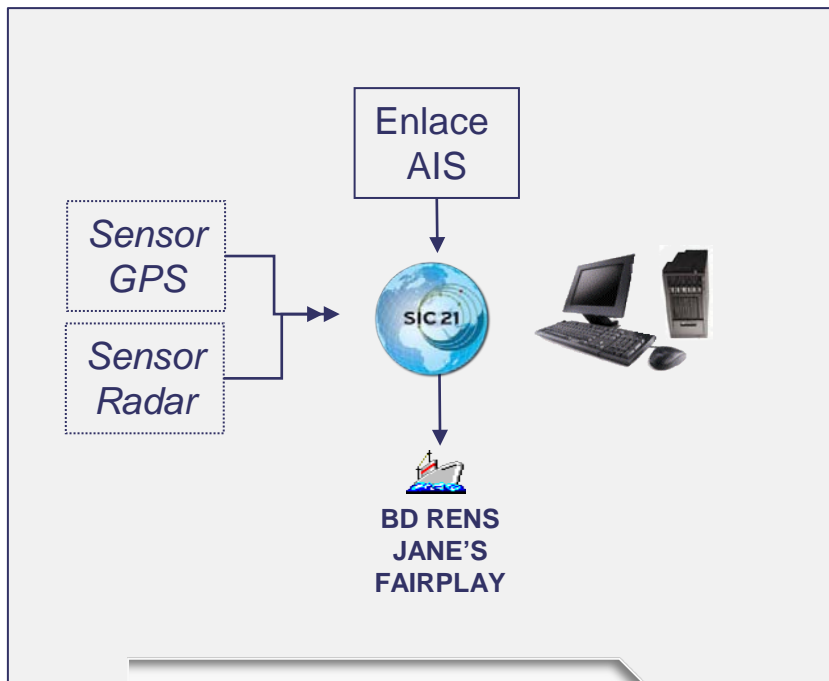 Enlace
AIS
Sensor
GPS
SIC 21
Sensor
Radar
BD RENS
JANE'S
FAIRPLAY